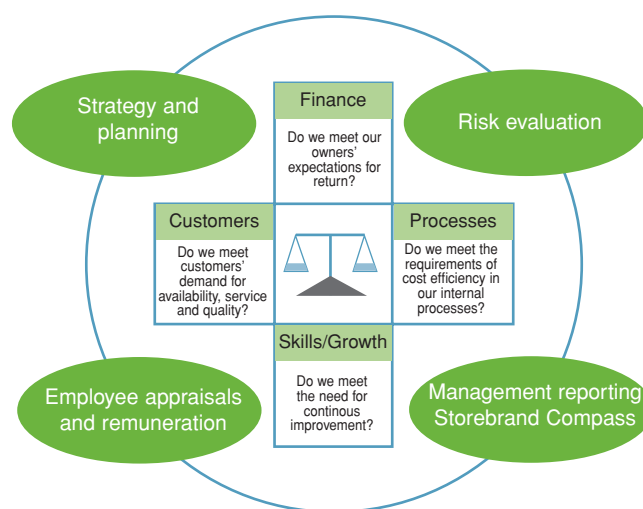 Strategy and
planning
Risk evaluation
Finance
Do we meet our
owners’
expectations for
return?
Customers
Do we meet
customers’
demand for
availability, service
and quality?
Processes
Do we meet the
requirements of
cost efficiency in
our internal
processes?
Skills/Growth
Do we meet
the need for
continous
improvement?
Employee appraisals
and remuneration
Management reporting
Storebrand Compass